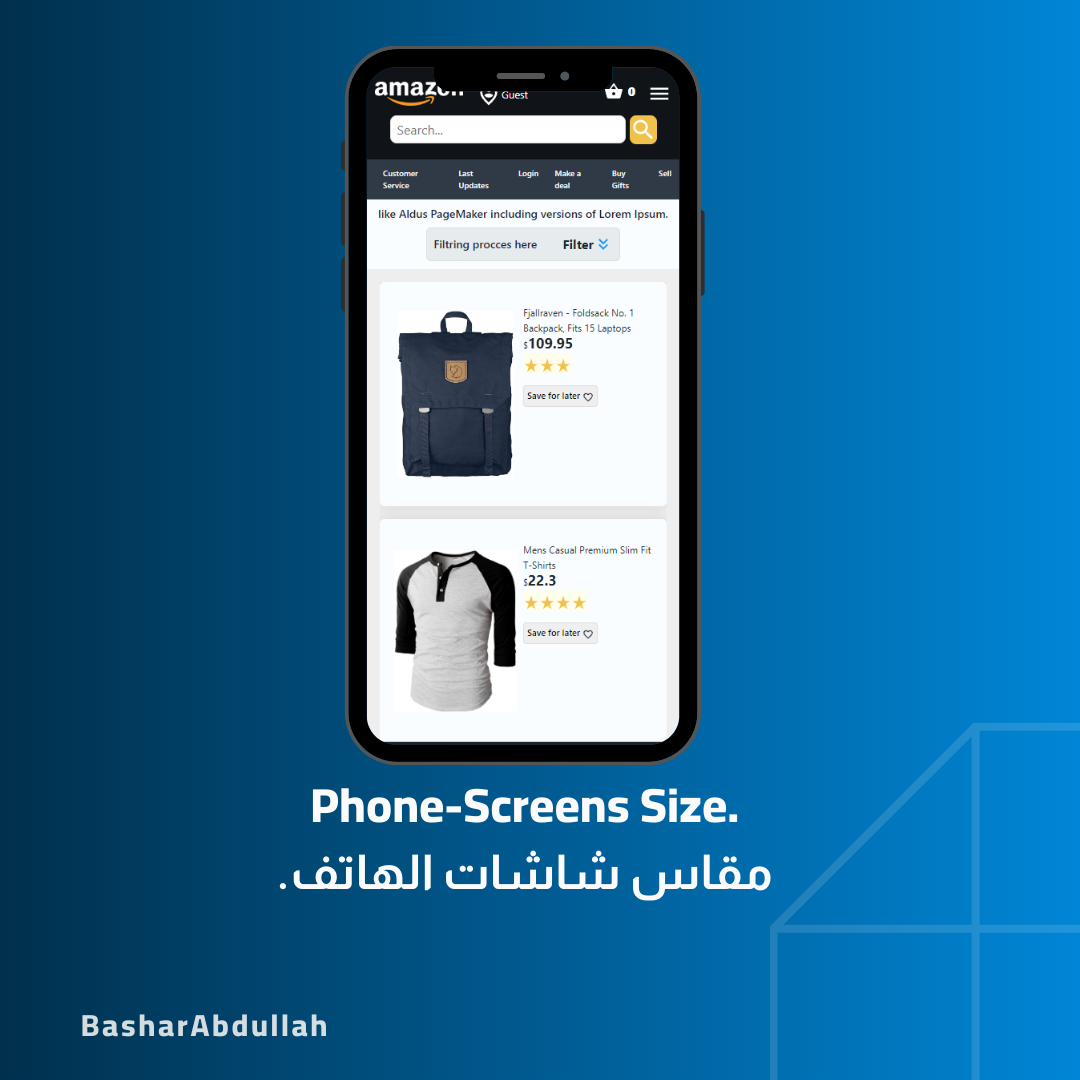 amazon
Guest
0
Search...
Customer Service
Last Updates
Login
Make a deal
Buy Gifts
Sell
like Aldus PageMaker including versions of Lorem Ipsum.
Filtring procces here
Filter
Fjallraven - Foldsack No. 1
Backpack, Fits 15 Laptops
$109.95
Save for later
Mens Casual Premium Slim Fit
T-Shirts
$22.3
Save for later
Phone-Screens Size.
مقاس شاشات الهاتف.
BasharAbdullah